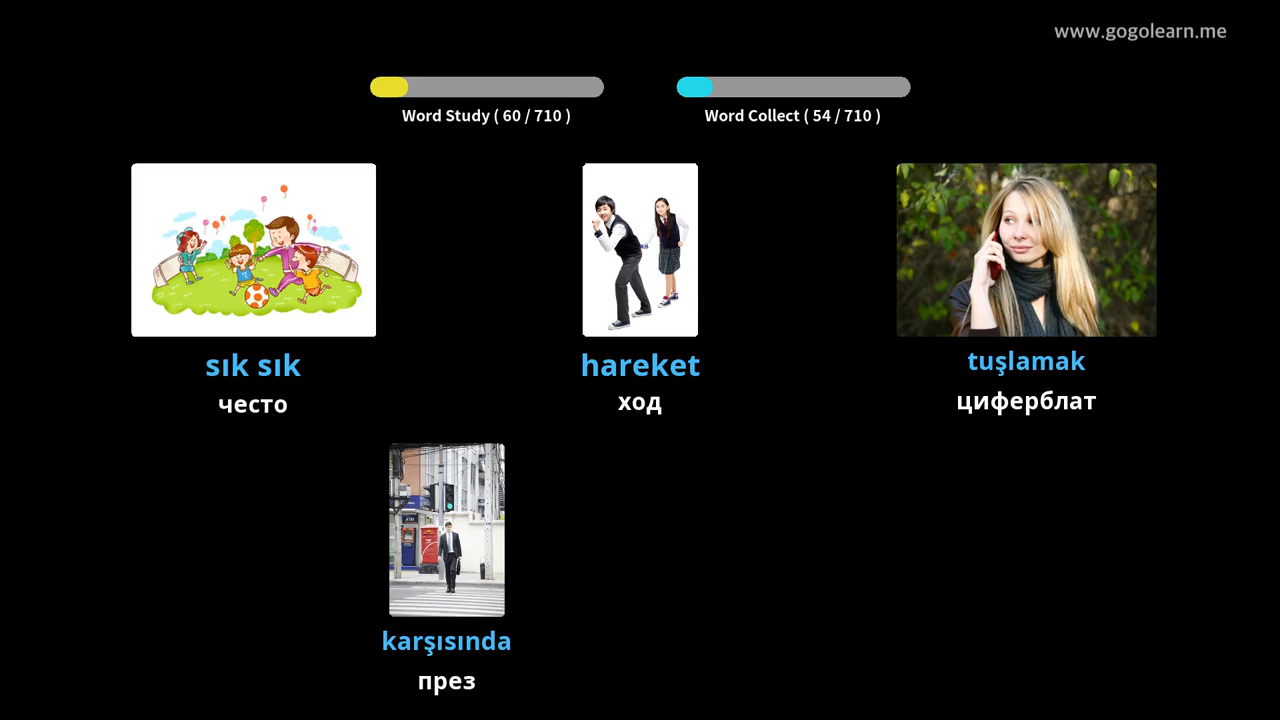 www.gogolearn.me
Word Study ( 60 / 710 )
Word Collect ( 54 / 710 )
sık sık
често
hareket
ход
tuşlamak
циферблат
karşısında
през